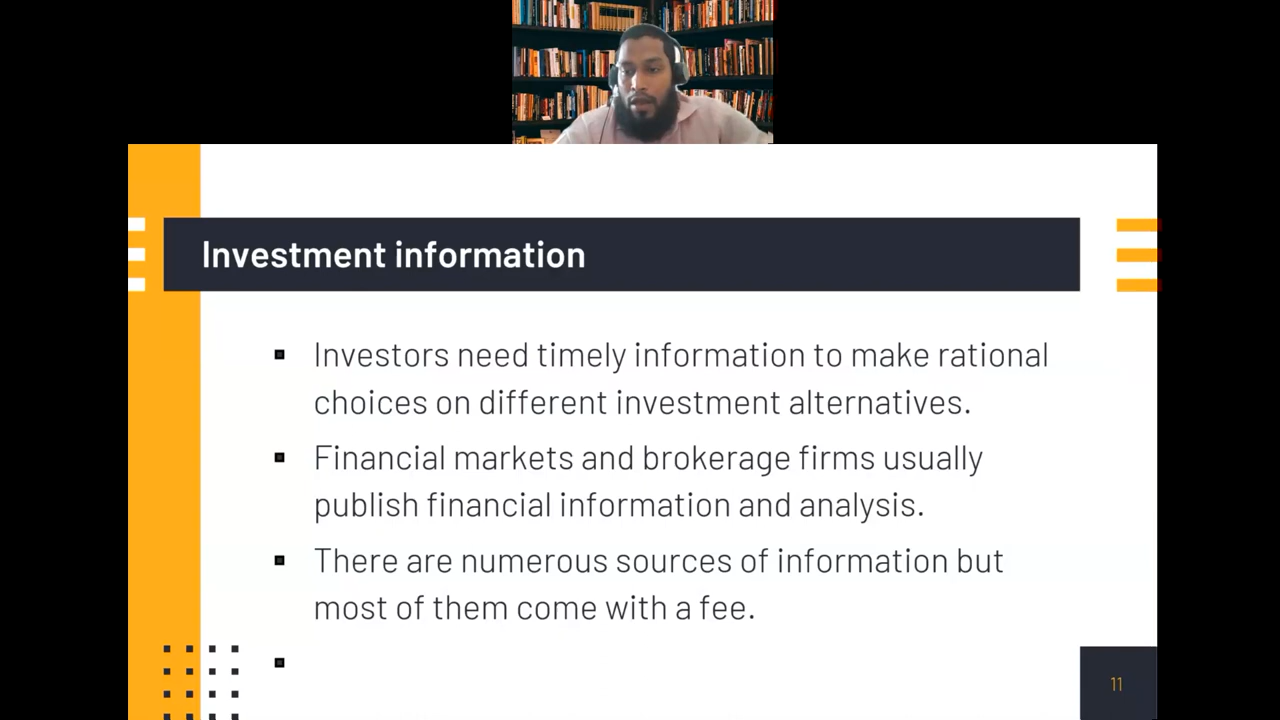 Investment information
Investors need timely information to make rational
choices on different investment alternatives.
Financial markets and brokerage firms usually
publish financial information and analysis.
There are numerous sources of information but
most of them come with a fee.
11